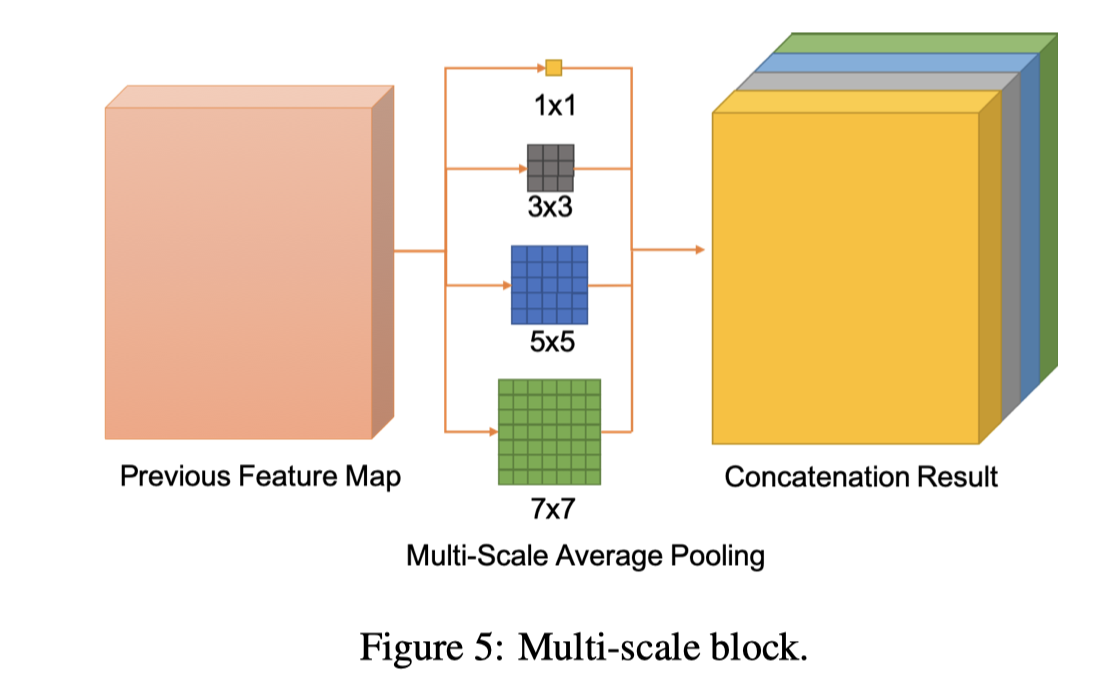 1x1
3x3
5x5
7x7
Previous Feature Map
Concatenation Result
Multi-Scale Average Pooling
Figure 5: Multi-scale block.